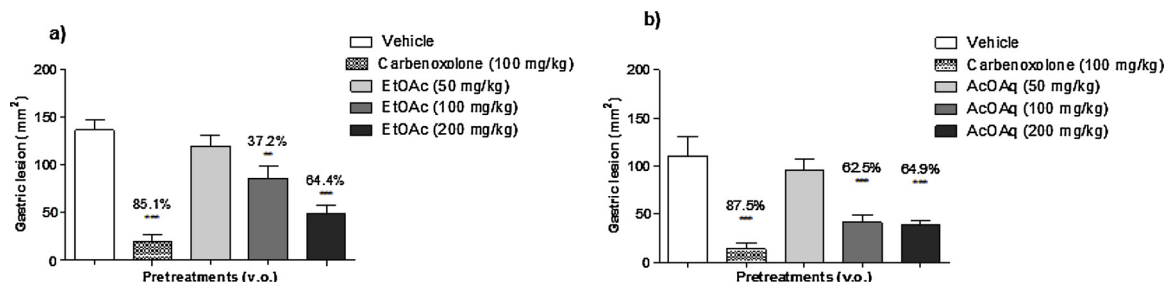 a)
Vehicle
Carbenoxolone (100 mg/kg)
EtOAc (50 mg/kg)
EtOAc (100 mg/kg)
EtOAc (200 mg/kg)
Gastric lesion (mm²)
200
150
100
50
0
85.1%
***
37.2%
**
64.4%
***
Pretreatments (v.o.)
b)
Vehicle
Carbenoxolone (100 mg/kg)
AcOAq (50 mg/kg)
AcOAq (100 mg/kg)
AcOAq (200 mg/kg)
Gastric lesion (mm²)
200
150
100
50
0
87.5%
***
62.5%
***
64.9%
***
Pretreatments (v.o.)